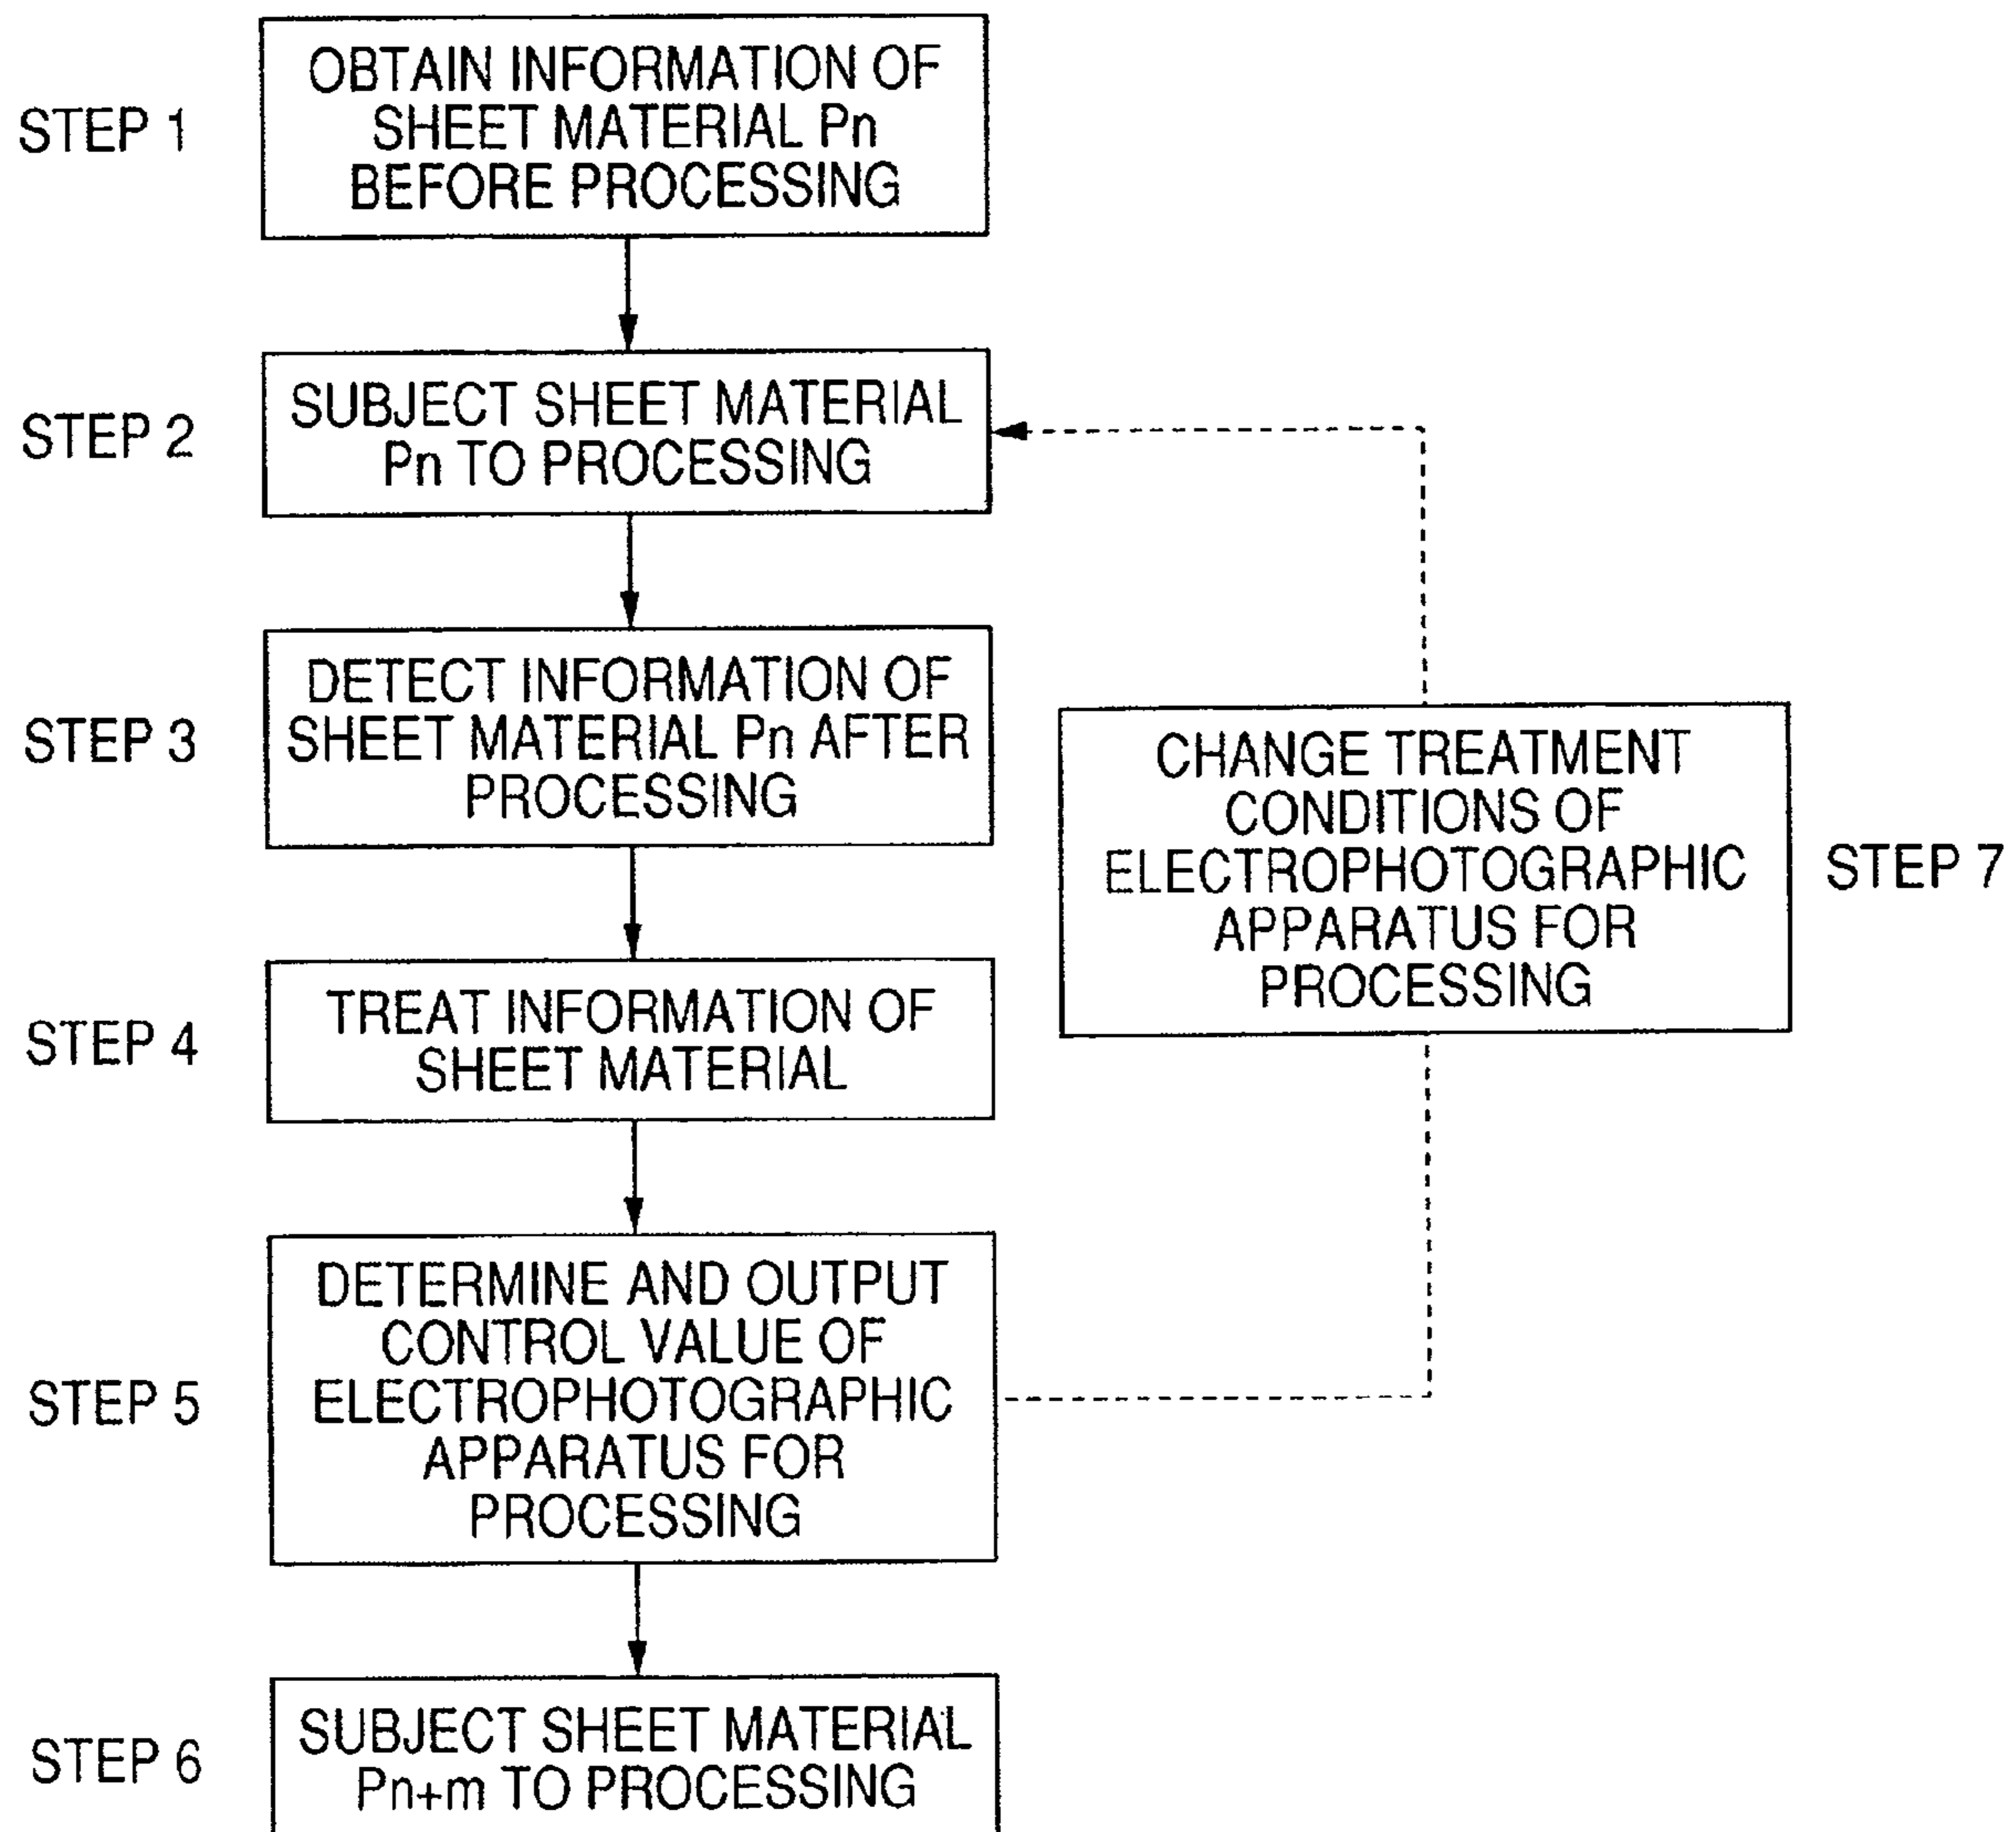 STEP 1
OBTAIN INFORMATION OF
SHEET MATERIAL Pn
BEFORE PROCESSING
STEP 2
SUBJECT SHEET MATERIAL
Pn TO PROCESSING
STEP 3
DETECT INFORMATION OF
SHEET MATERIAL Pn AFTER
PROCESSING
STEP 4
TREAT INFORMATION OF
SHEET MATERIAL
STEP 5
DETERMINE AND OUTPUT
CONTROL VALUE OF
ELECTROPHOTOGRAPHIC
APPARATUS FOR
PROCESSING
STEP 6
SUBJECT SHEET MATERIAL
Pn+m TO PROCESSING
CHANGE TREATMENT
CONDITIONS OF
ELECTROPHOTOGRAPHIC
APPARATUS FOR
PROCESSING
STEP 7